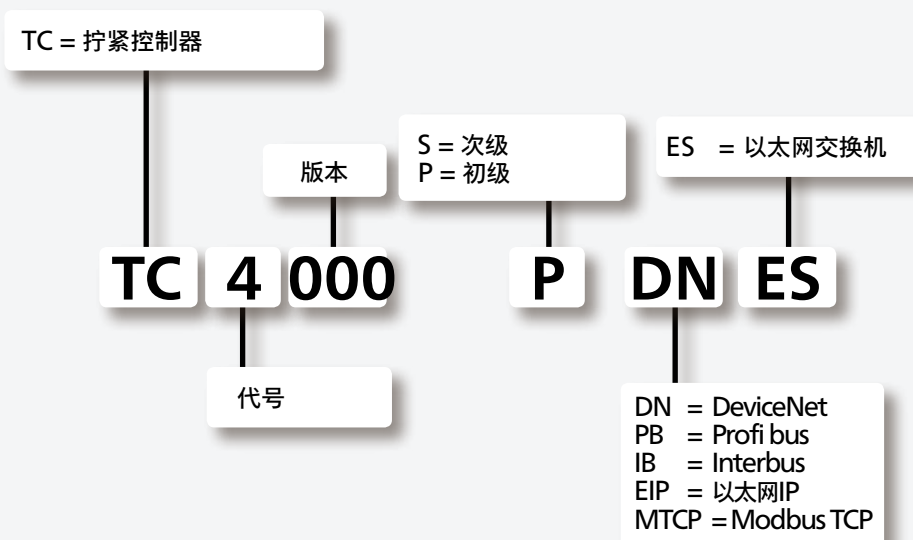 TC = 拧紧控制器
版本
S = 次级
P = 初级
ES = 以太网交换机
TC 4 000 P DN ES
代号
DN = DeviceNet
PB = Profi bus
IB = Interbus
EIP = 以太网IP
MTCP = Modbus TCP